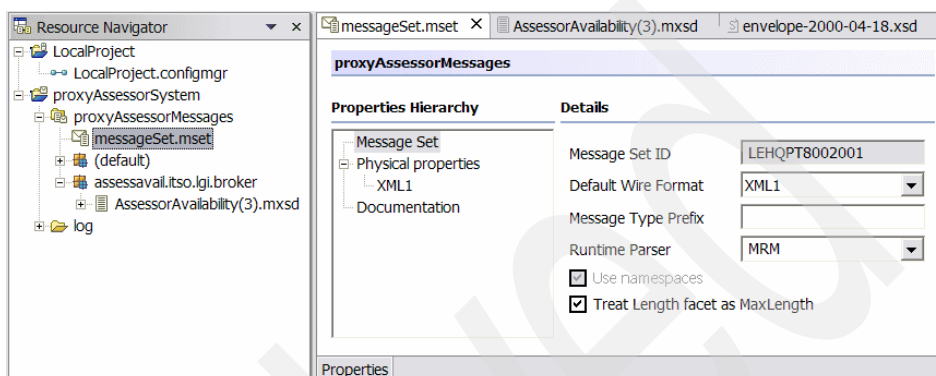 Resource Navigator
LocalProject
LocalProject.configmgr
proxyAssessorSystem
proxyAssessorMessages
messageSet.mset
(default)
assessavail.itso.lgi.broker
AssessorAvailability(3).mxsd
log
messageSet.mset AssessorAvailability(3).mxsd envelope-2000-04-18.xsd
proxyAssessorMessages
Properties Hierarchy
Message Set
Physical properties
XML1
Documentation
Details
Message Set ID LEHQPT8002001
Default Wire Format XML1
Message Type Prefix
Runtime Parser MRM
Use namespaces
Treat Length facet as MaxLength
Properties